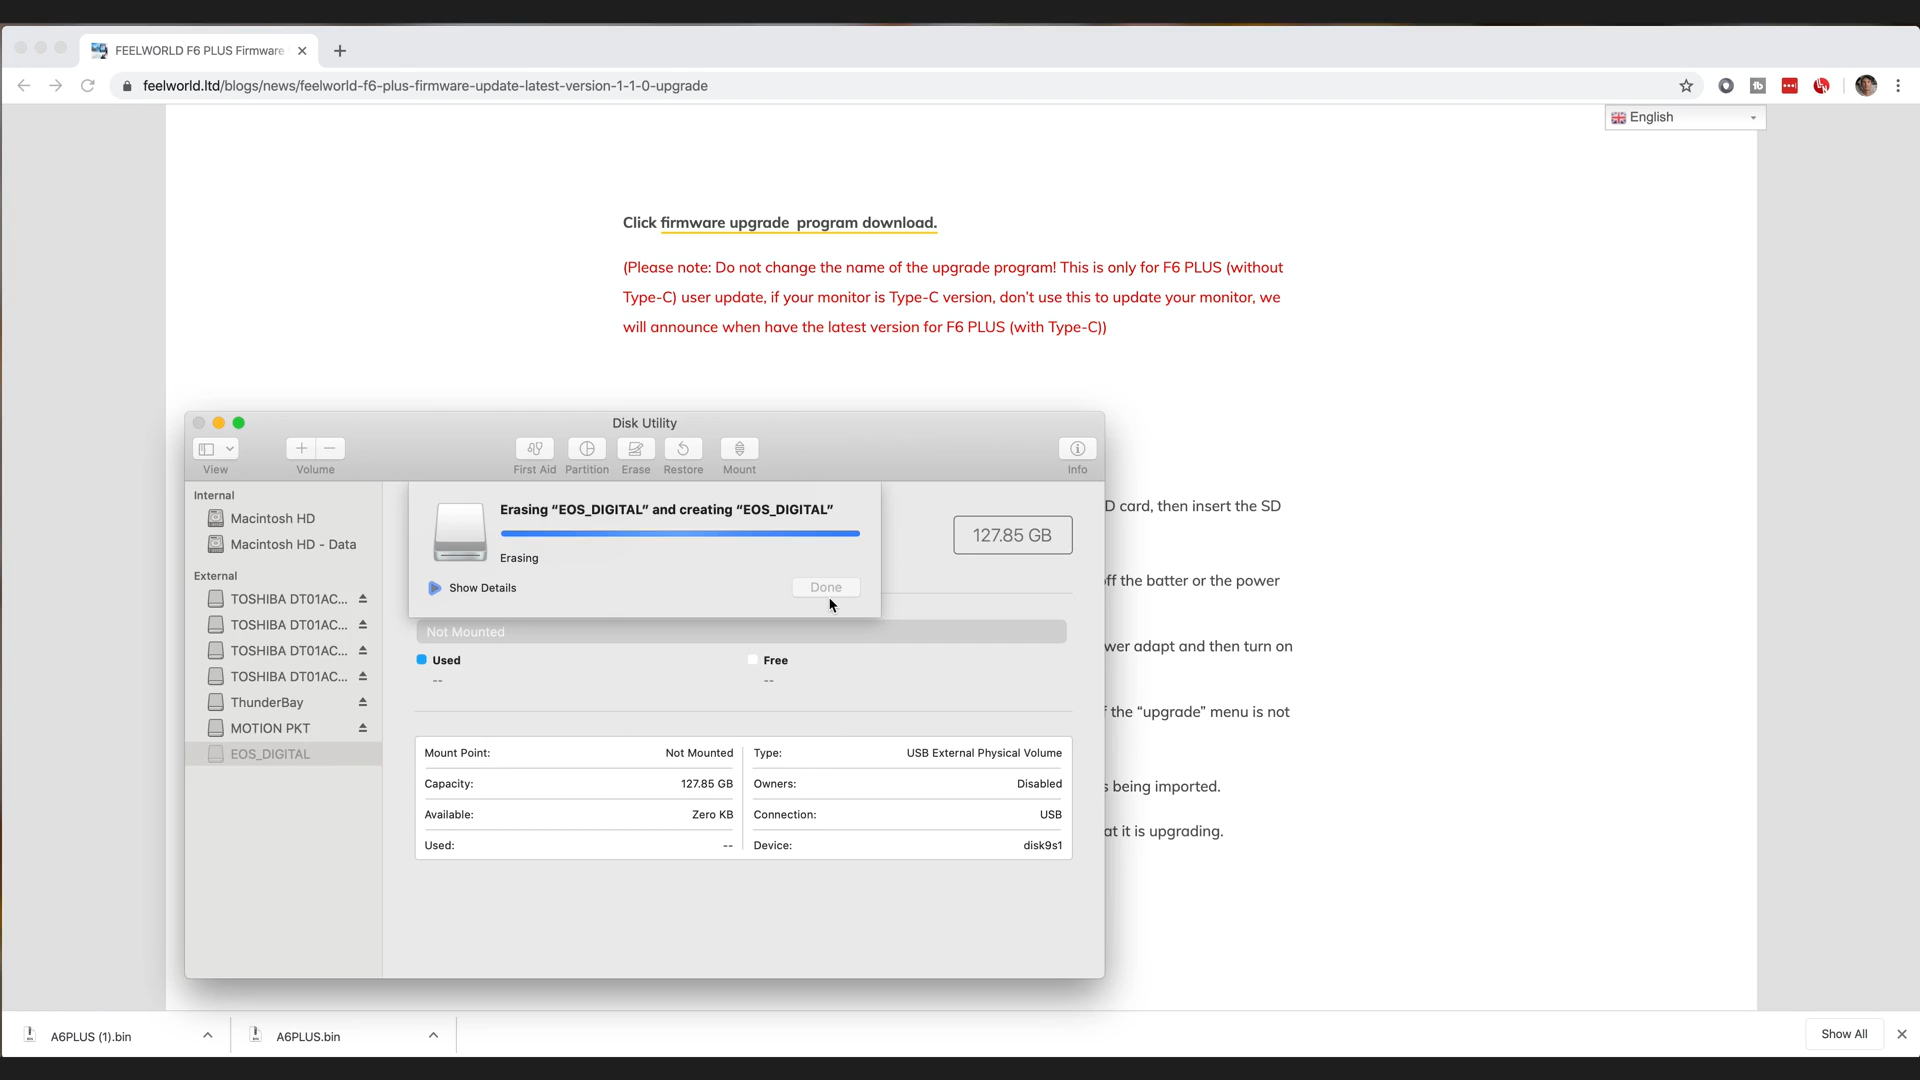 FEELWORLD F6 PLUS Firmware
feelworld.ltd/blogs/news/feelworld-f6-plus-firmware-update-latest-version-1-1-0-upgrade
English
Click firmware upgrade program download.
(Please note: Do not change the name of the upgrade program! This is only for F6 PLUS (without
Type-C) user update, if your monitor is Type-C version, don't use this to update your monitor, we
will announce when have the latest version for F6 PLUS (with Type-C))
Disk Utility
View
Volume
First Aid
Partition
Erase
Restore
Mount
Info
Internal
Macintosh HD
Macintosh HD - Data
External
TOSHIBA DT01AC...
TOSHIBA DT01AC...
TOSHIBA DT01AC...
TOSHIBA DT01AC...
ThunderBay
MOTION PKT
EOS_DIGITAL
Erasing “EOS_DIGITAL” and creating “EOS_DIGITAL”
Erasing
Show Details
Done
127.85 GB
Not Mounted
Used
--
Free
--
Mount Point: Not Mounted
Capacity: 127.85 GB
Available: Zero KB
Used: --
Type: USB External Physical Volume
Owners: Disabled
Connection: USB
Device: disk9s1
D card, then insert the SD
ff the batter or the power
wer adapt and then turn on
f the “upgrade” menu is not
s being imported.
at it is upgrading.
A6PLUS (1).bin
A6PLUS.bin
Show All